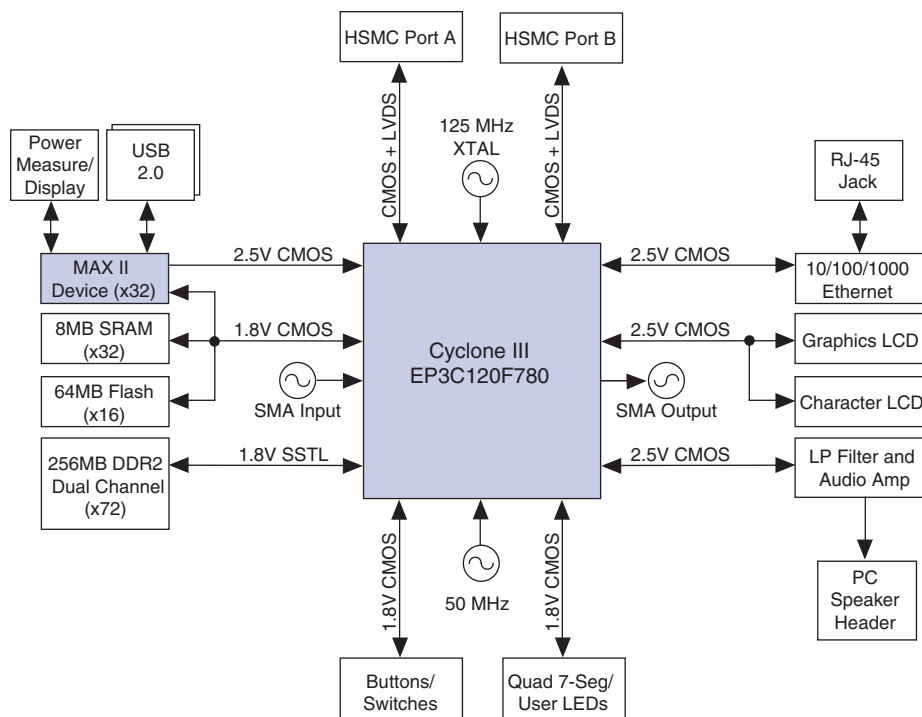 HSMC Port A
HSMC Port B
CMOS + LVDS
125 MHz
XTAL
CMOS + LVDS
Power
Measure/
Display
USB
2.0
RJ-45
Jack
MAX II
Device (x32)
2.5V CMOS
2.5V CMOS
10/100/1000
Ethernet
8MB SRAM
(x32)
1.8V CMOS
Cyclone III
EP3C120F780
2.5V CMOS
Graphics LCD
64MB Flash
(x16)
SMA Input
SMA Output
Character LCD
256MB DDR2
Dual Channel
(x72)
1.8V SSTL
2.5V CMOS
LP Filter and
Audio Amp
1.8V CMOS
50 MHz
1.8V CMOS
PC
Speaker
Header
Buttons/
Switches
Quad 7-Seg/
User LEDs